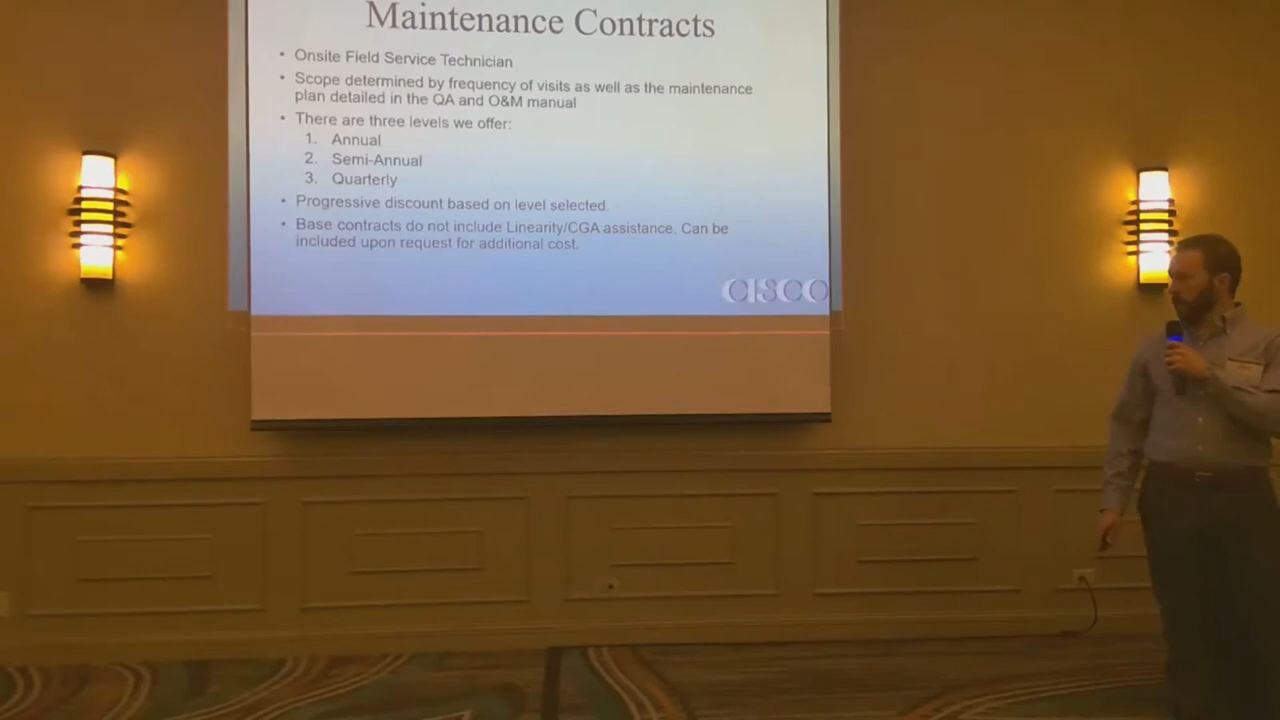 Maintenance Contracts
• Onsite Field Service Technician
• Scope determined by frequency of visits as well as the maintenance
plan detailed in the QA and O&M manual
• There are three levels we offer:
1. Annual
2. Semi-Annual
3. Quarterly
• Progressive discount based on level selected.
• Base contracts do not include Linearity/CGA assistance. Can be
included upon request for additional cost.
CISCO